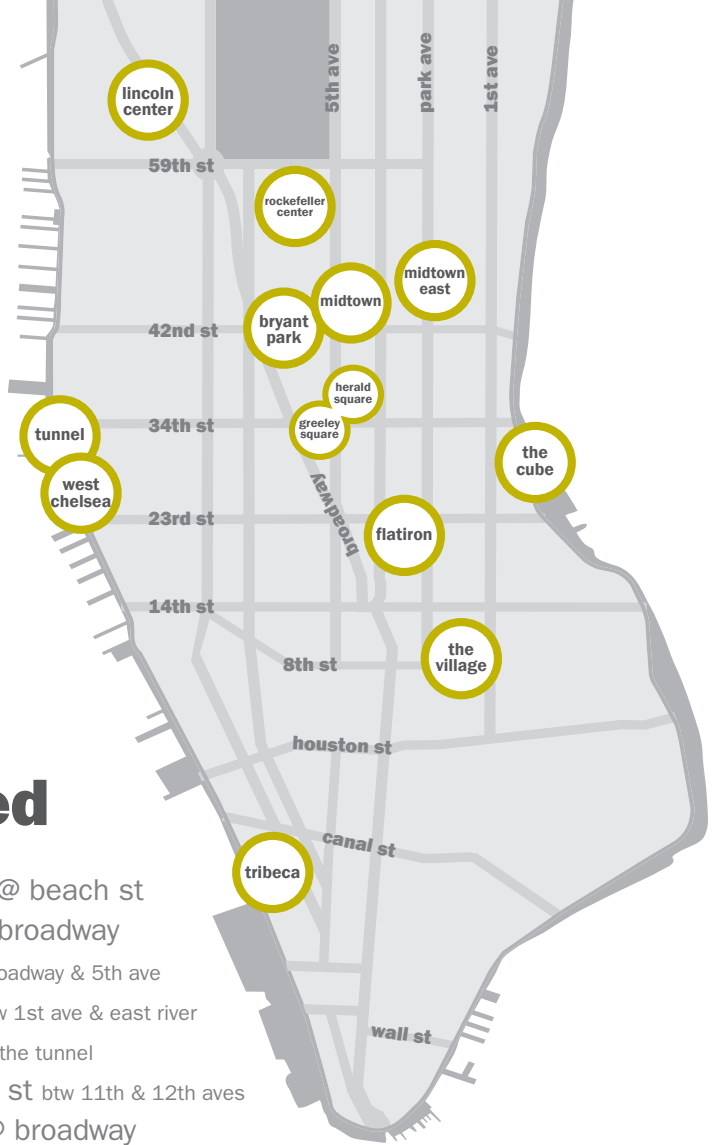 5th ave
park ave
1st ave
lincoln
center
59th st
rockefeller
center
midtown
east
midtown
bryant
park
42nd st
herald
square
greeley
square
34th st
tunnel
the
cube
west
chelsea
broadway
23rd st
flatiron
14th st
the
village
8th st
houston st
ed
canal st
tribeca
@ beach st
broadway
oadway & 5th ave
w 1st ave & east river
the tunnel
wall st
st btw 11th & 12th aves
@ broadway